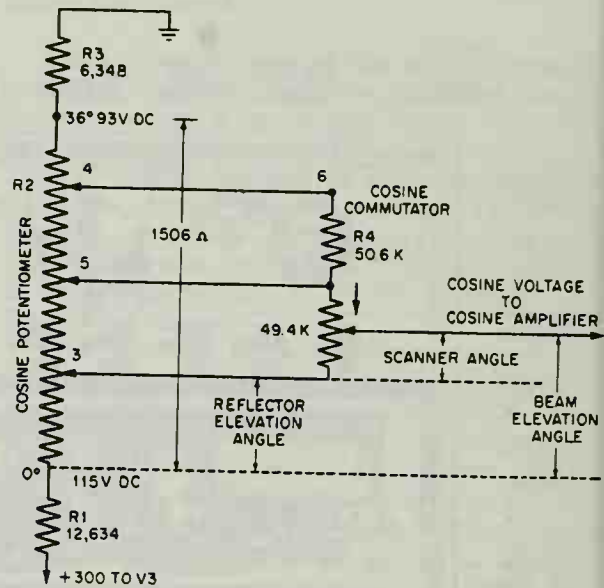 R3
6,348
36° 93V DC
4
6
R2
COSINE
COMMUTATOR
1506 Ω
R4
50.6 K
COSINE POTENTIOMETER
5
COSINE VOLTAGE
TO
COSINE AMPLIFIER
49.4 K
SCANNER ANGLE
3
REFLECTOR
ELEVATION
ANGLE
BEAM
ELEVATION
ANGLE
0°
115V DC
R1
12,634
+300 TO V3